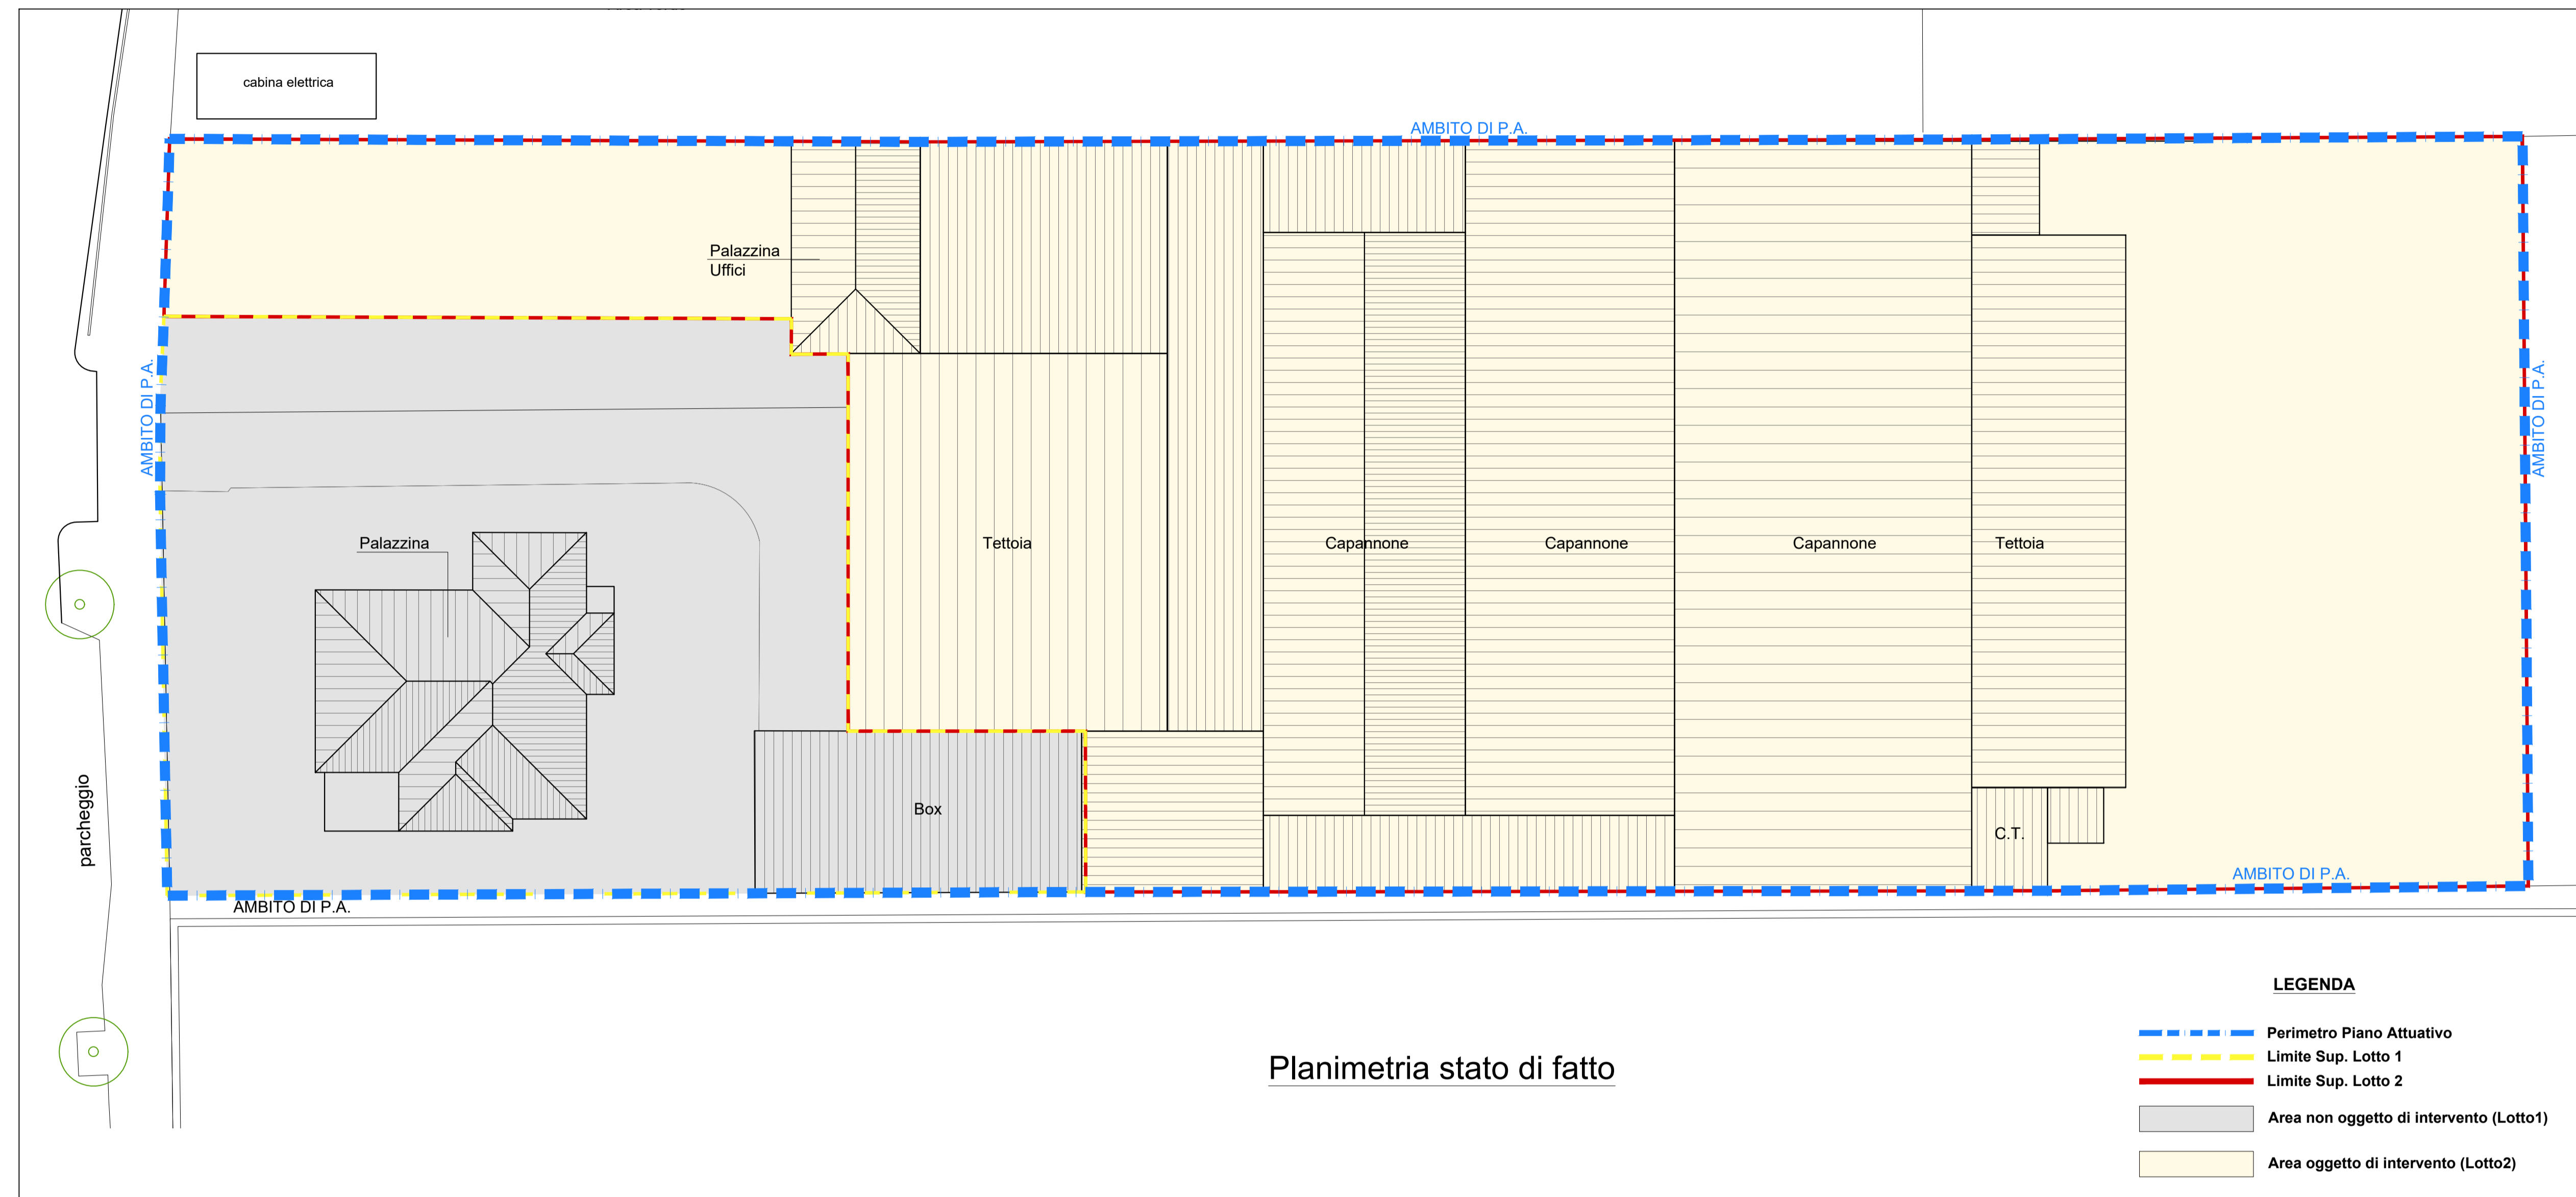 cabina elettrica
AMBITO DI P.A.
Palazzina
Uffici
AMBITO DI P.A.
AMBITO DI P.A.
Palazzina
Tettoia
Capannone
Capannone
Capannone
Tettoia
parcheggio
Box
C.T.
AMBITO DI P.A.
AMBITO DI P.A.
LEGENDA
Perimetro Piano Attuativo
Limite Sup. Lotto 1
Limite Sup. Lotto 2
Planimetria stato di fatto
Area non oggetto di intervento (Lotto1)
Area oggetto di intervento (Lotto2)